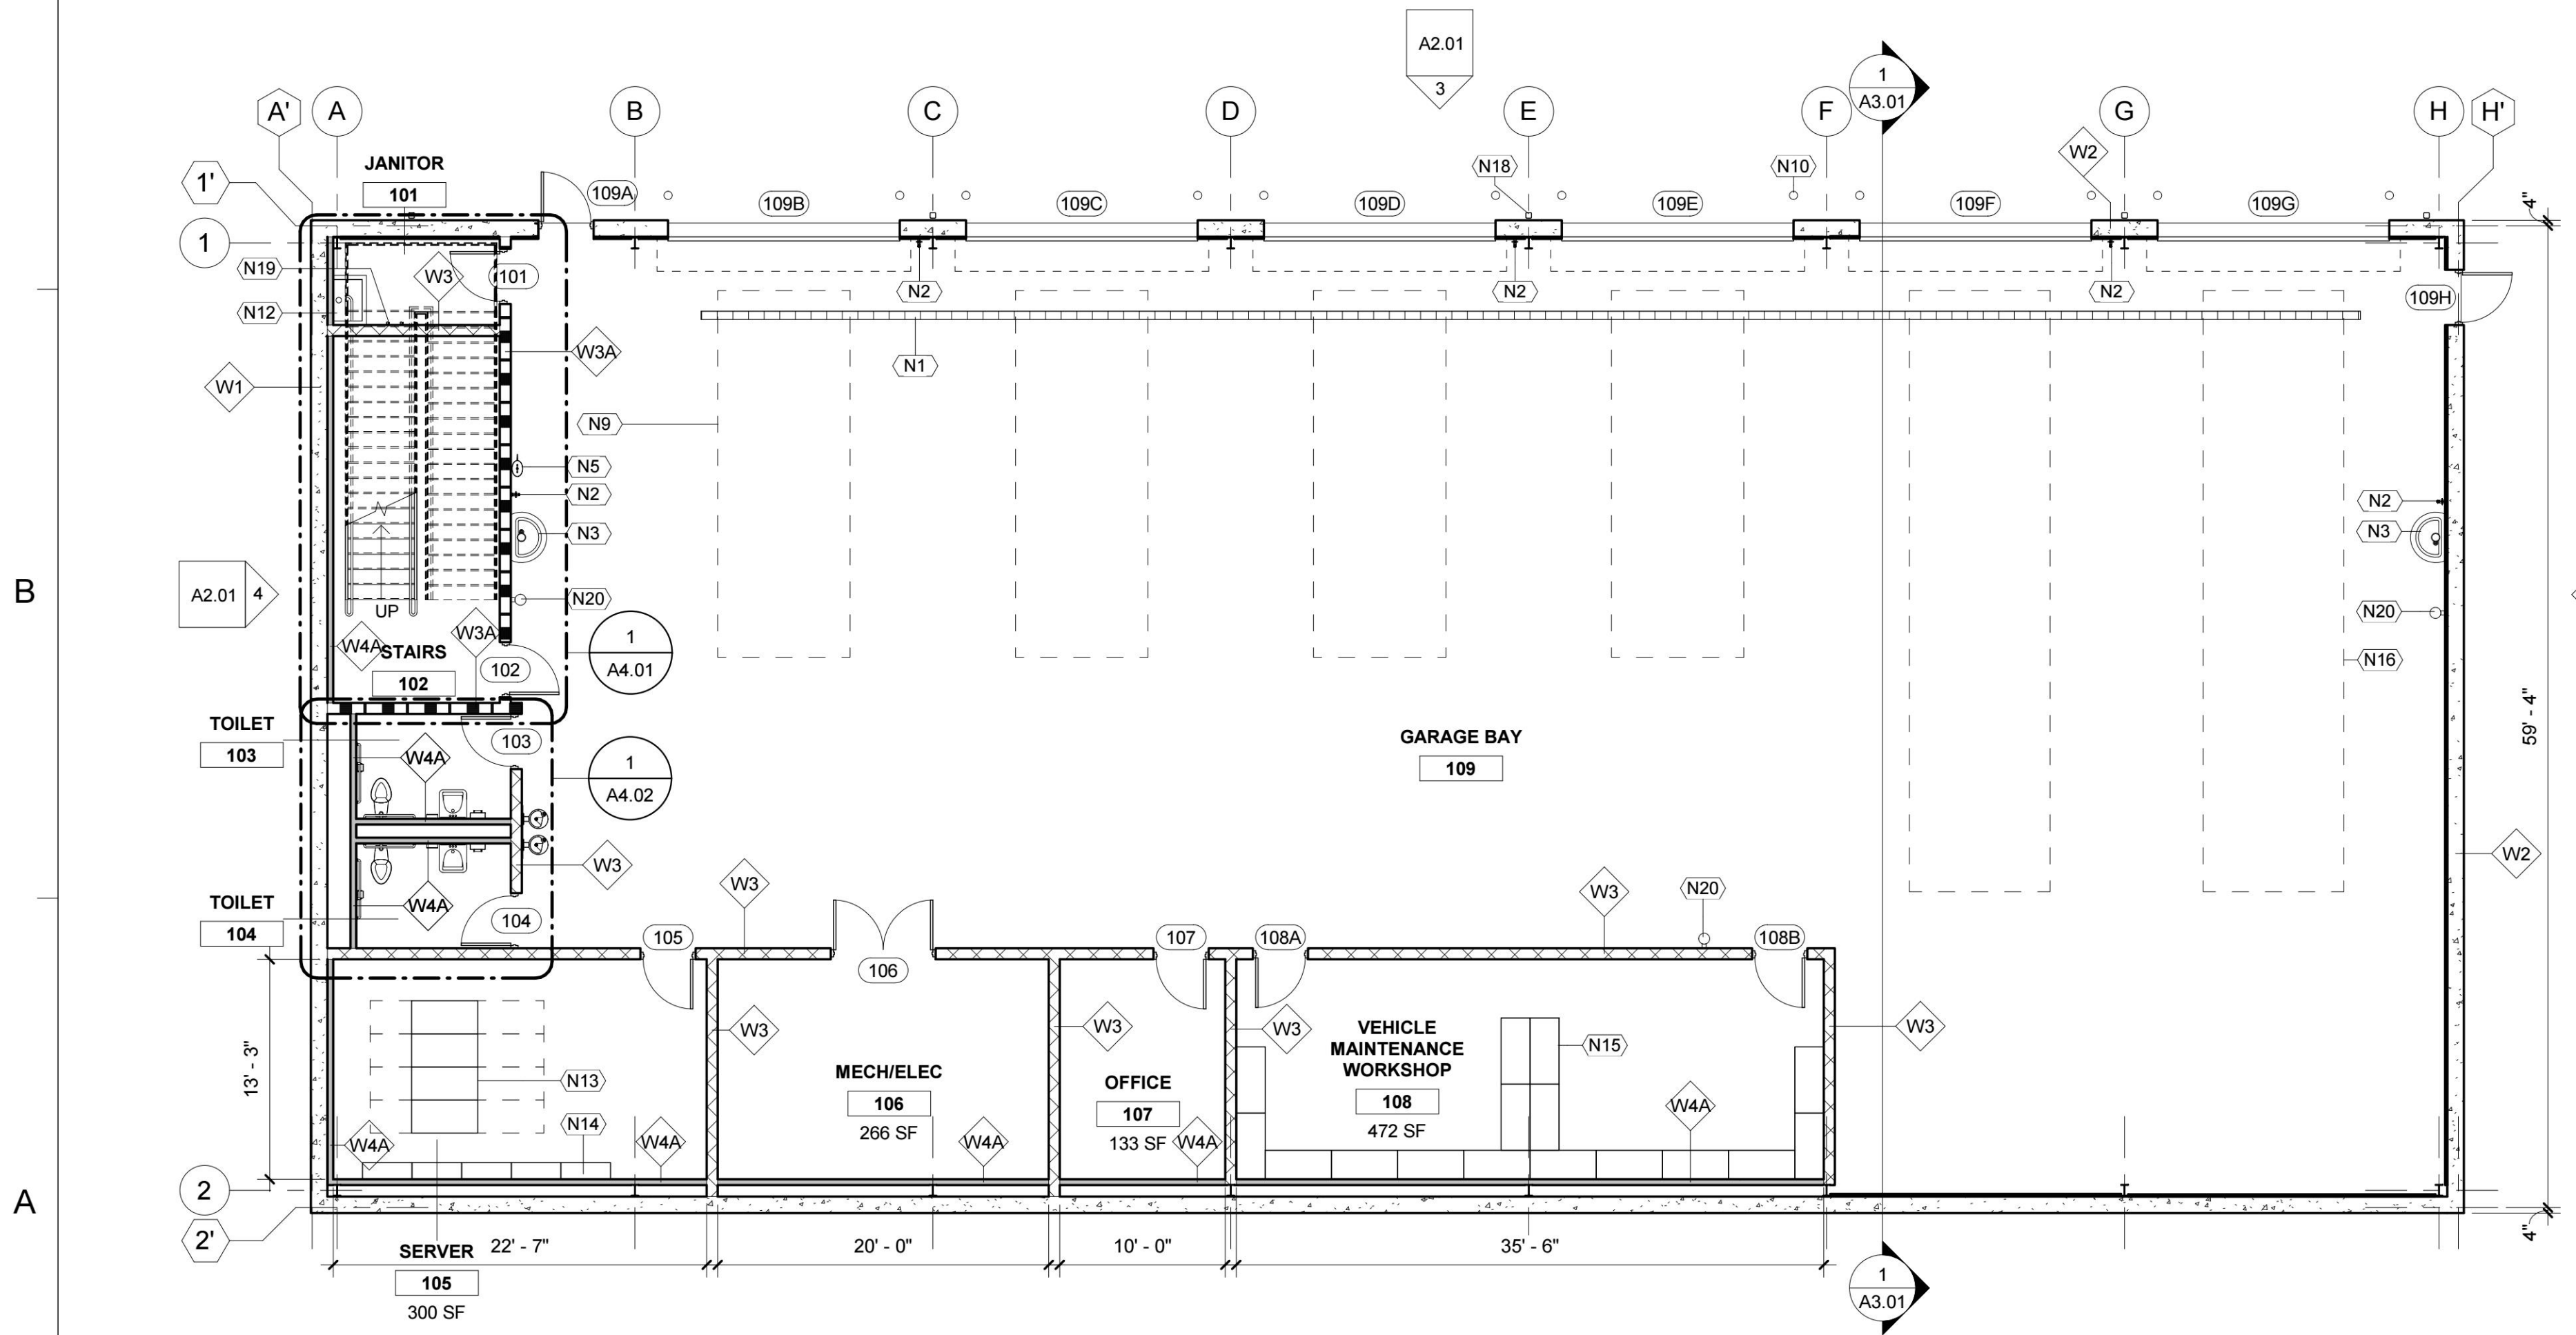 A2.01
3
1
A3.01
A'
A
B
C
D
E
F
G
H
H'
JANITOR
101
1'
1
109A
109B
109C
109D
N18
109E
N10
109F
W2
109G
4"
N19
W3
101
N12
N2
N2
N2
109H
W3A
N1
W1
N9
N5
N2
N3
N20
N2
N3
N20
N16
B
A2.01
4
UP
W4A
STAIRS
102
W3A
102
1
A4.01
TOILET
103
W4A
103
1
A4.02
GARAGE BAY
109
59' - 4"
W3
W2
TOILET
104
W4A
104
105
W3
106
107
108A
W3
N20
108B
13' - 3"
N13
N14
W4A
W4A
W3
MECH/ELEC
106
266 SF
W4A
W3
OFFICE
107
133 SF
W4A
W3
VEHICLE
MAINTENANCE
WORKSHOP
108
472 SF
N15
W4A
W3
A
2
2'
SERVER
105
300 SF
22' - 7"
20' - 0"
10' - 0"
35' - 6"
1
A3.01
4"